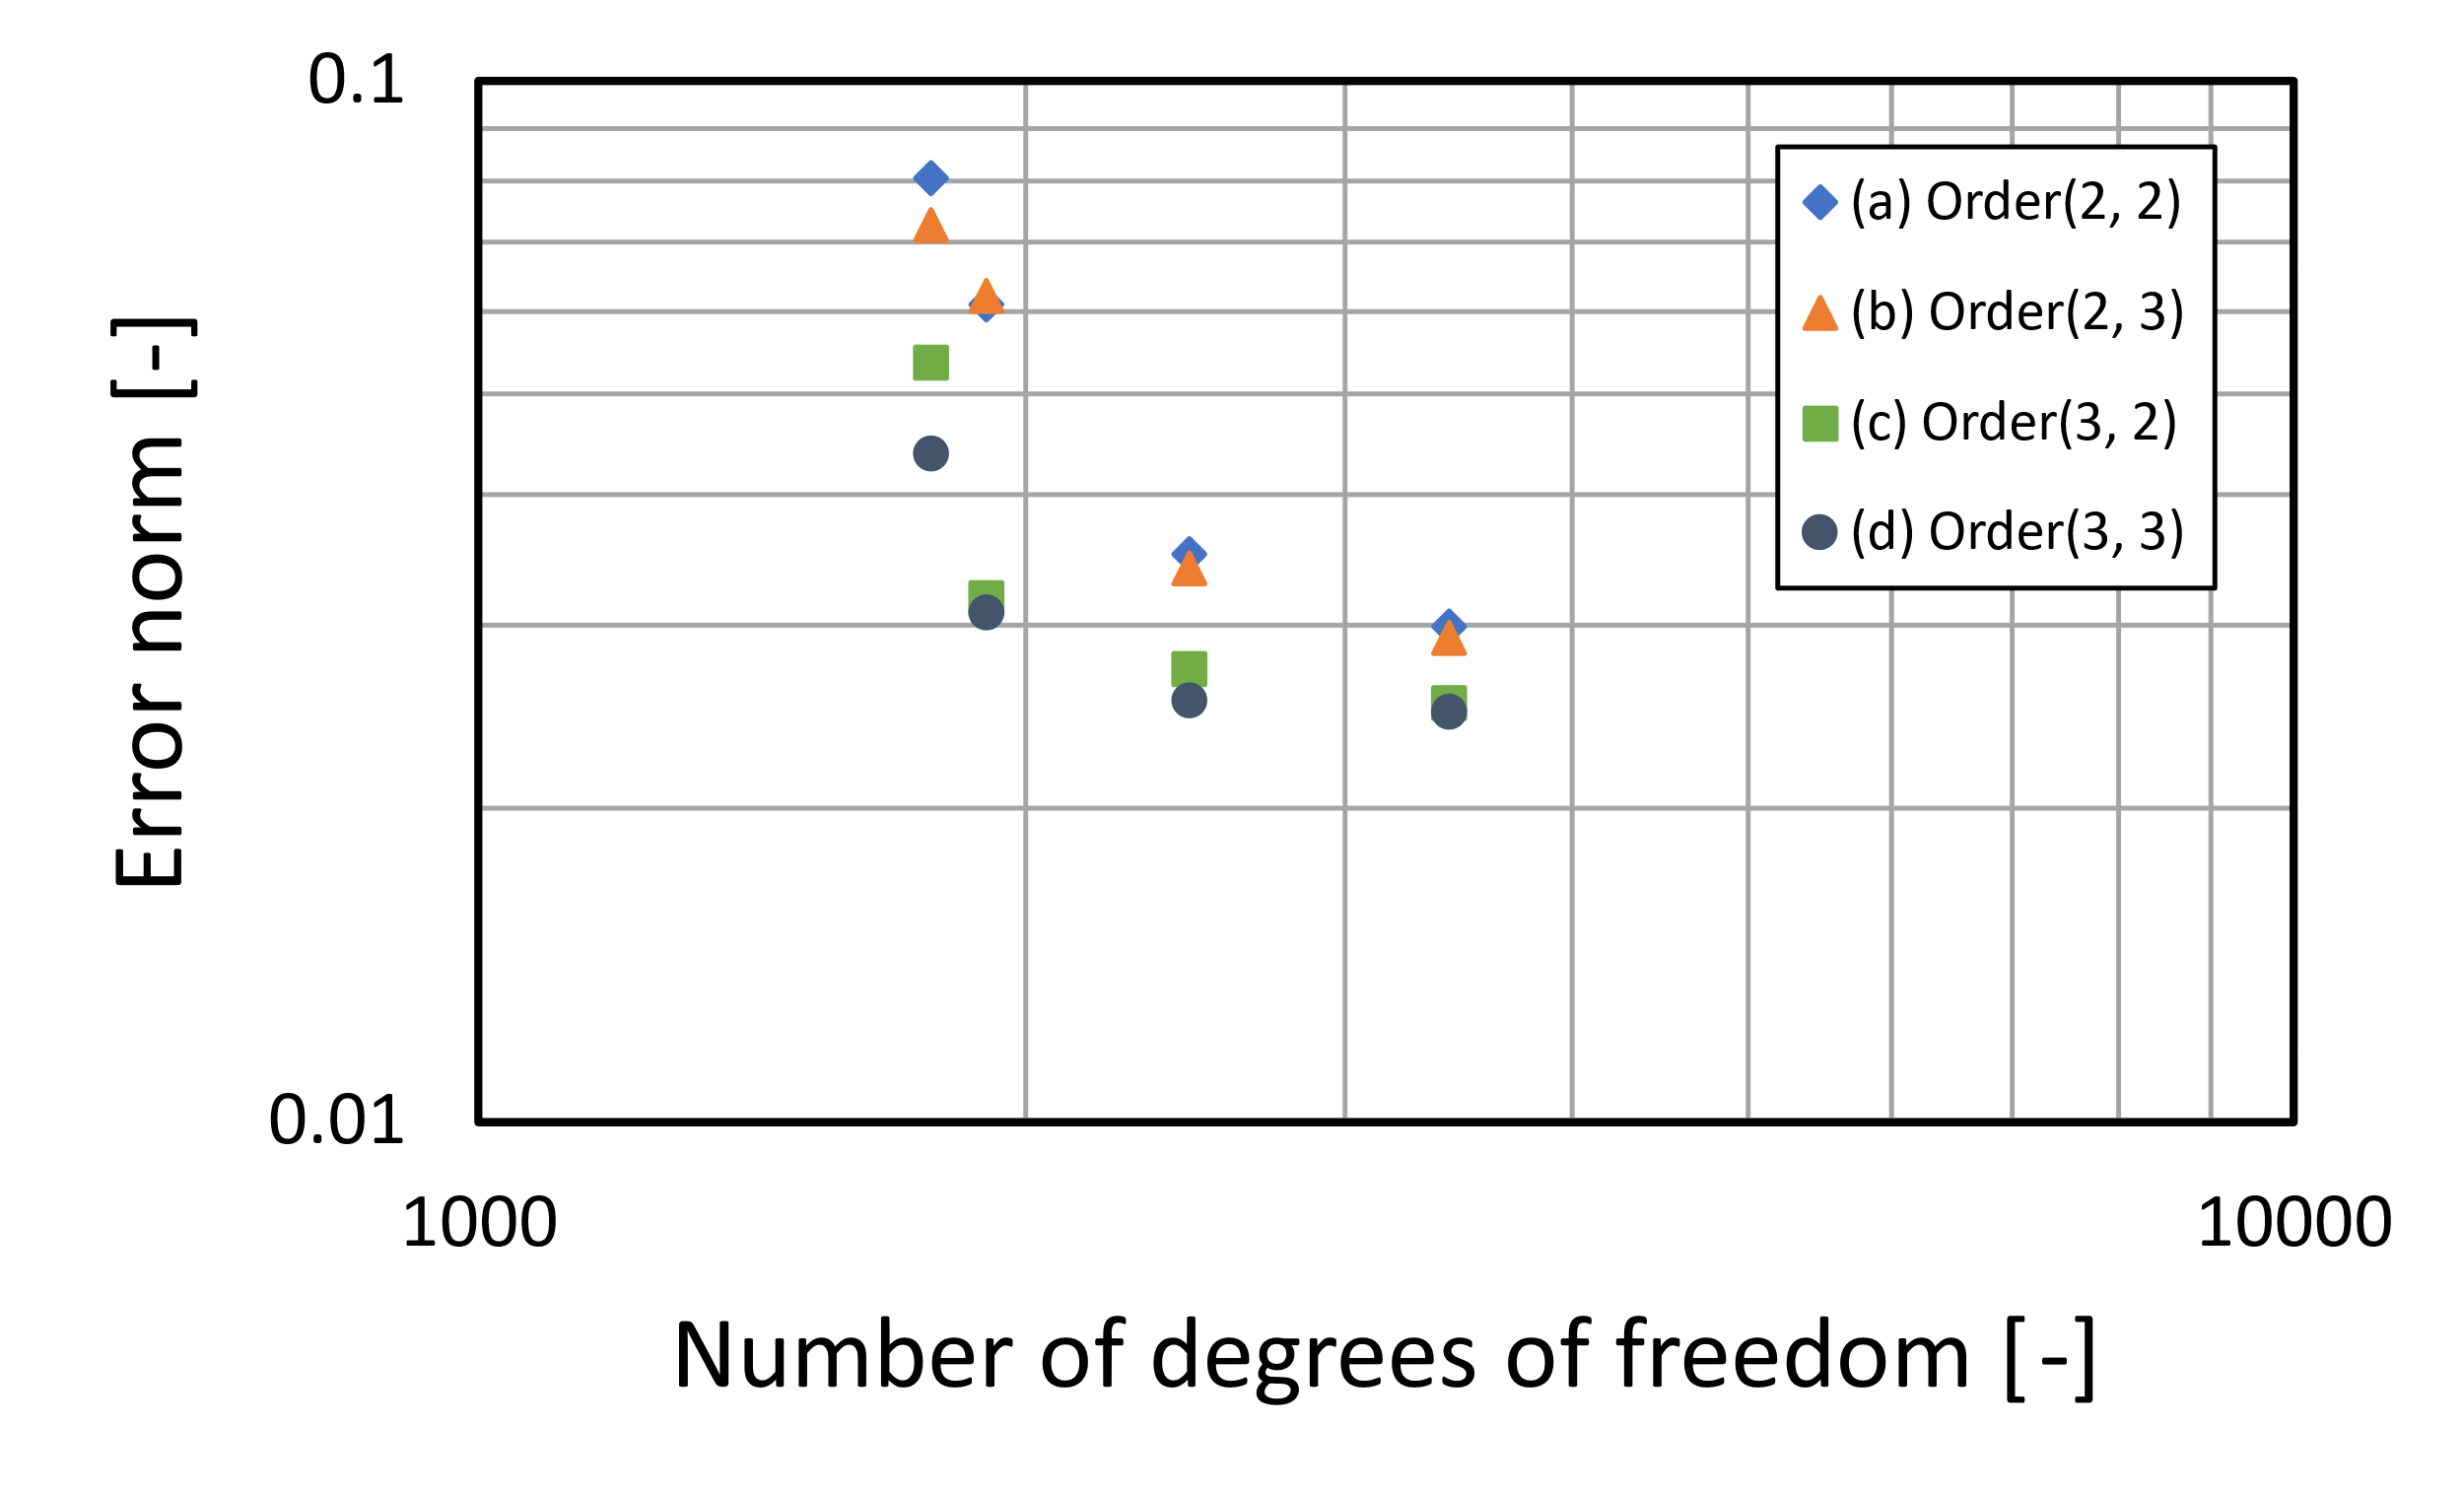 0.1
(a) Order(2, 2)
(b) Order(2, 3)
(c) Order(3, 2)
(d) Order(3, 3)
Error norm [-]
0.01
1000
10000
Number of degrees of freedom [-]